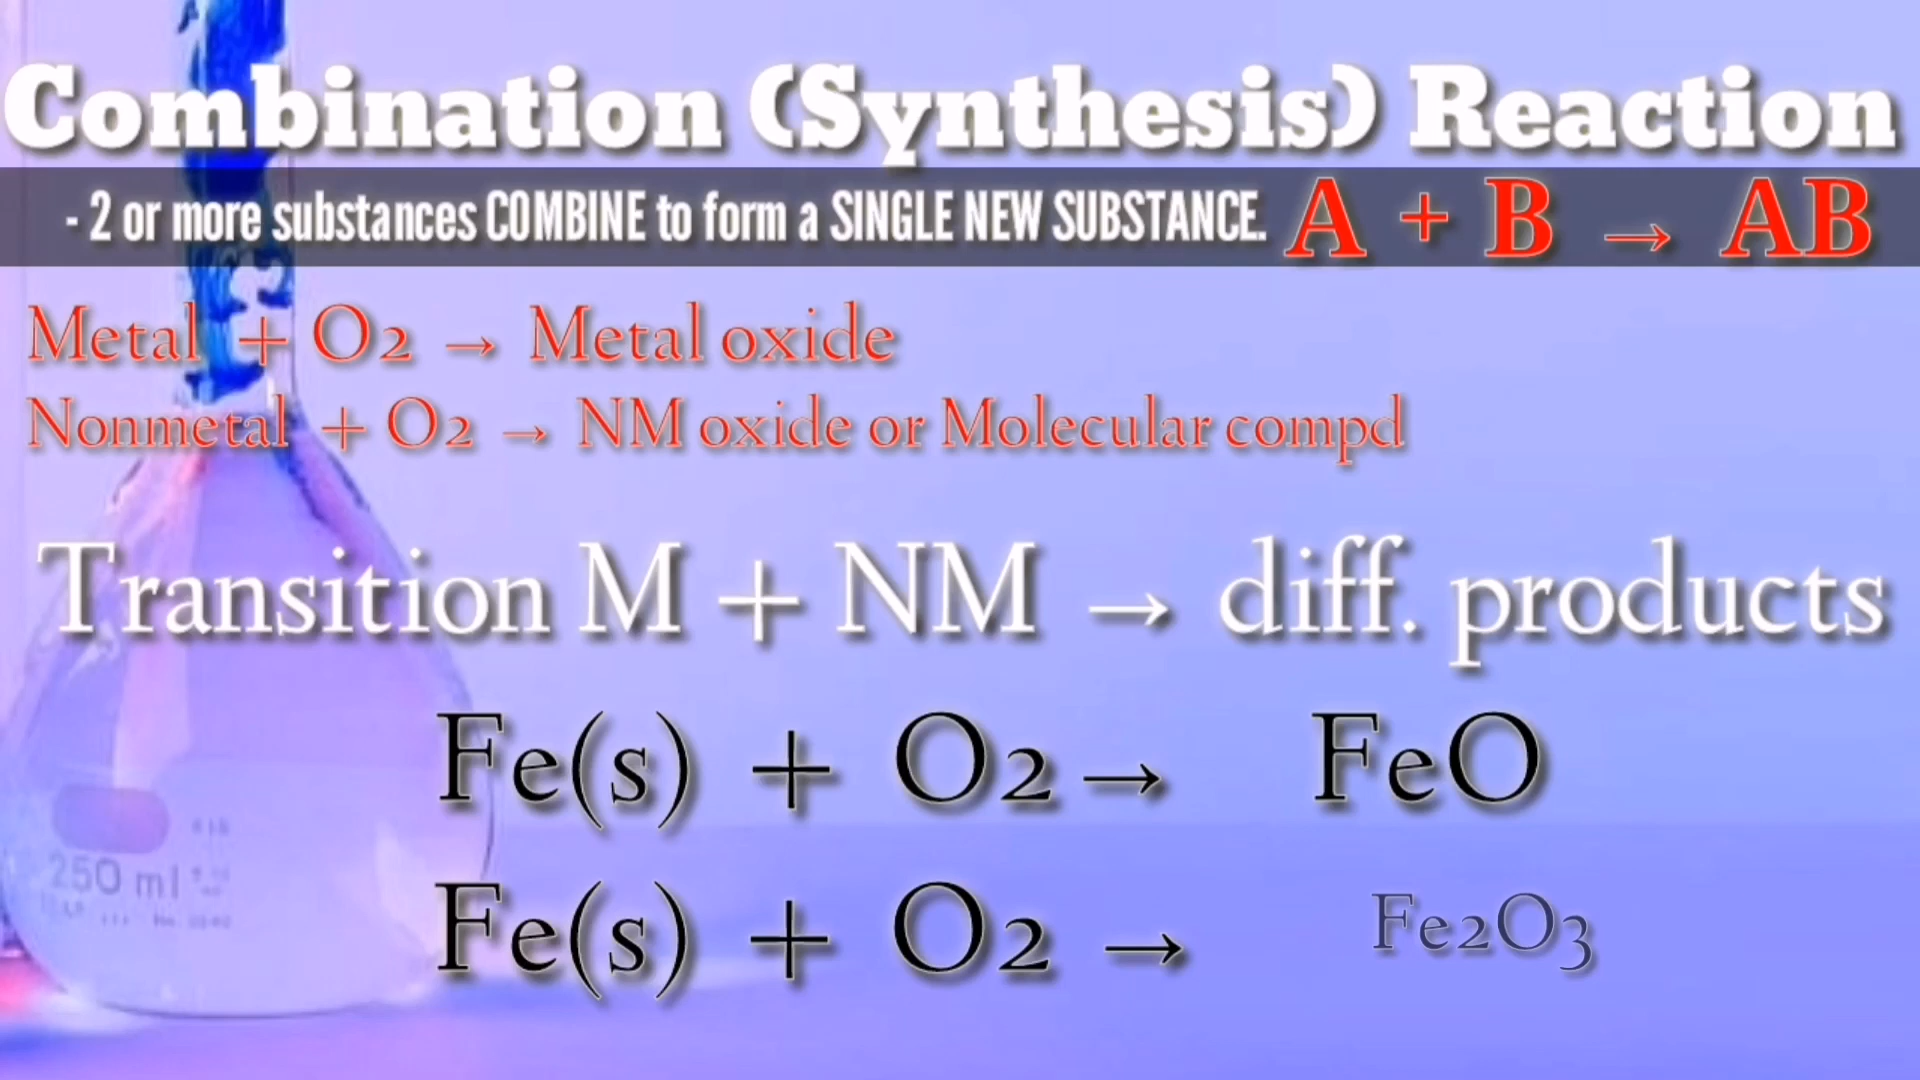 Combination (Synthesis) Reaction
- 2 or more substances COMBINE to form a SINGLE NEW SUBSTANCE. A + B → AB
Metal + O2 → Metal oxide
Nonmetal + O2 → NM oxide or Molecular compd
Transition M + NM → diff. products
Fe(s) + O2 → FeO
Fe(s) + O2 → Fe2O3
250 ml